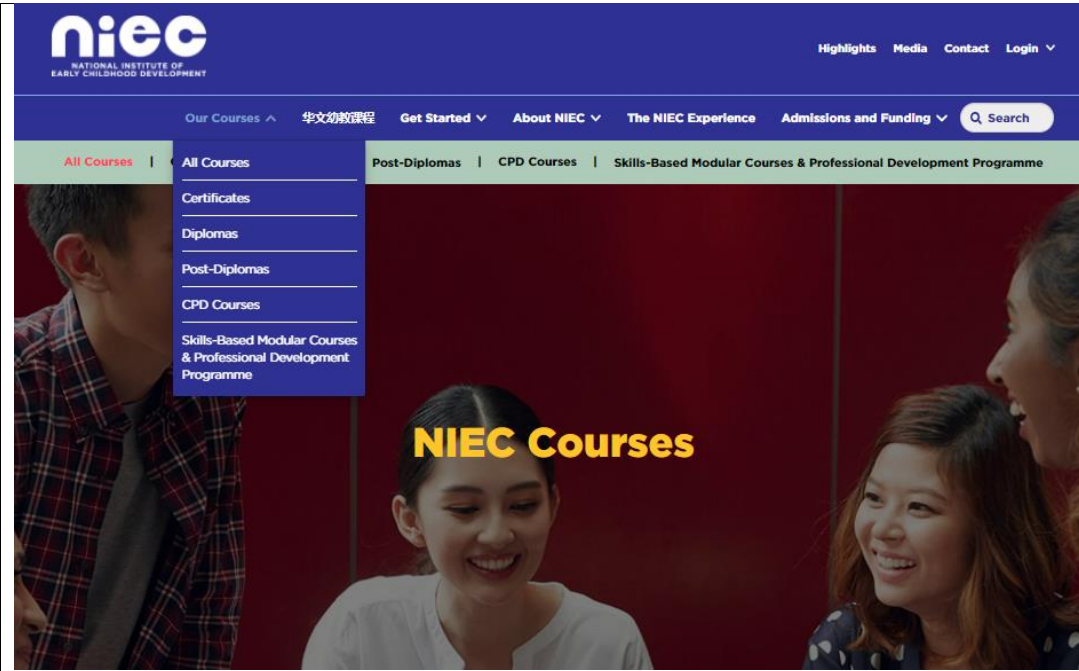 niec
NATIONAL INSTITUTE OF
EARLY CHILDHOOD DEVELOPMENT
Highlights Media Contact Login
Our Courses 华文幼教课程 Get Started About NIEC The NIEC Experience Admissions and Funding Search
All Courses | Post-Diplomas | CPD Courses | Skills-Based Modular Courses & Professional Development Programme
All Courses
Certificates
Diplomas
Post-Diplomas
CPD Courses
Skills-Based Modular Courses
& Professional Development
Programme
NIEC Courses